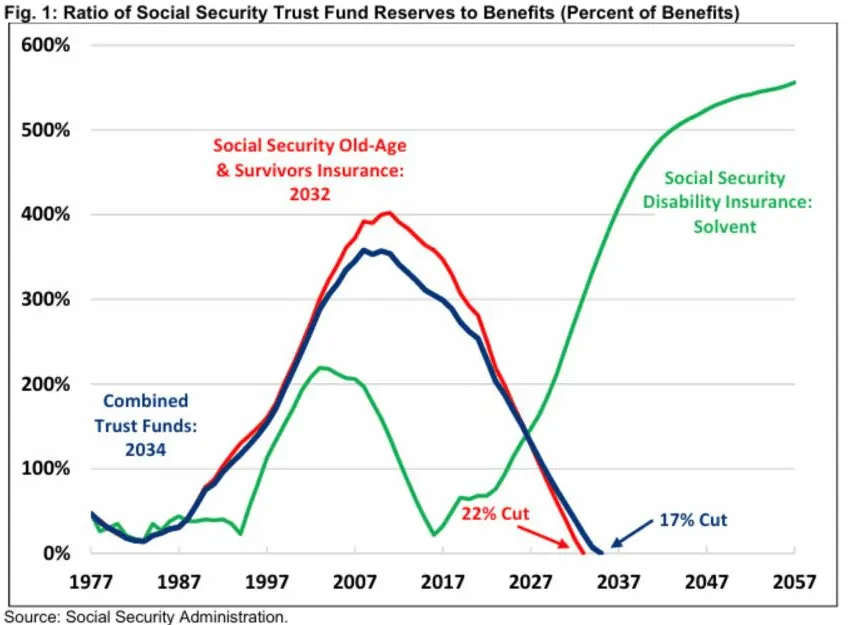 Fig. 1: Ratio of Social Security Trust Fund Reserves to Benefits (Percent of Benefits)
600%
500%
400%
300%
200%
100%
0%
Social Security Old-Age
& Survivors Insurance:
2032
Social Security
Disability Insurance:
Solvent
Combined
Trust Funds:
2034
22% Cut
17% Cut
1977
1987
1997
2007
2017
2027
2037
2047
2057
Source: Social Security Administration.